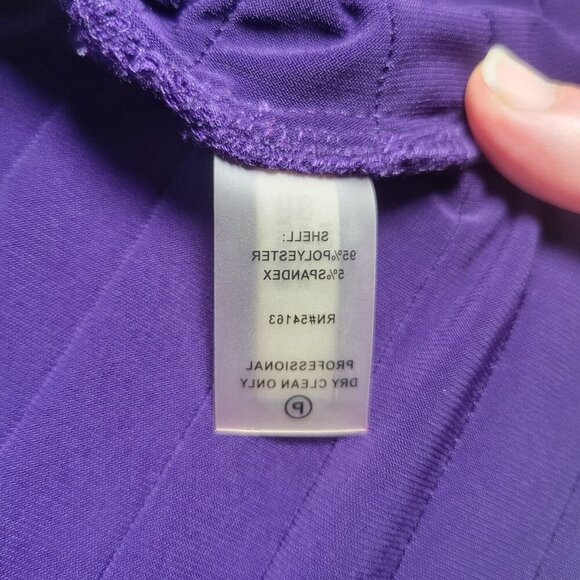 SHELL:
95%POLYESTER
5%SPANDEX
RN#54163
PROFESSIONAL
DRY CLEAN ONLY
P